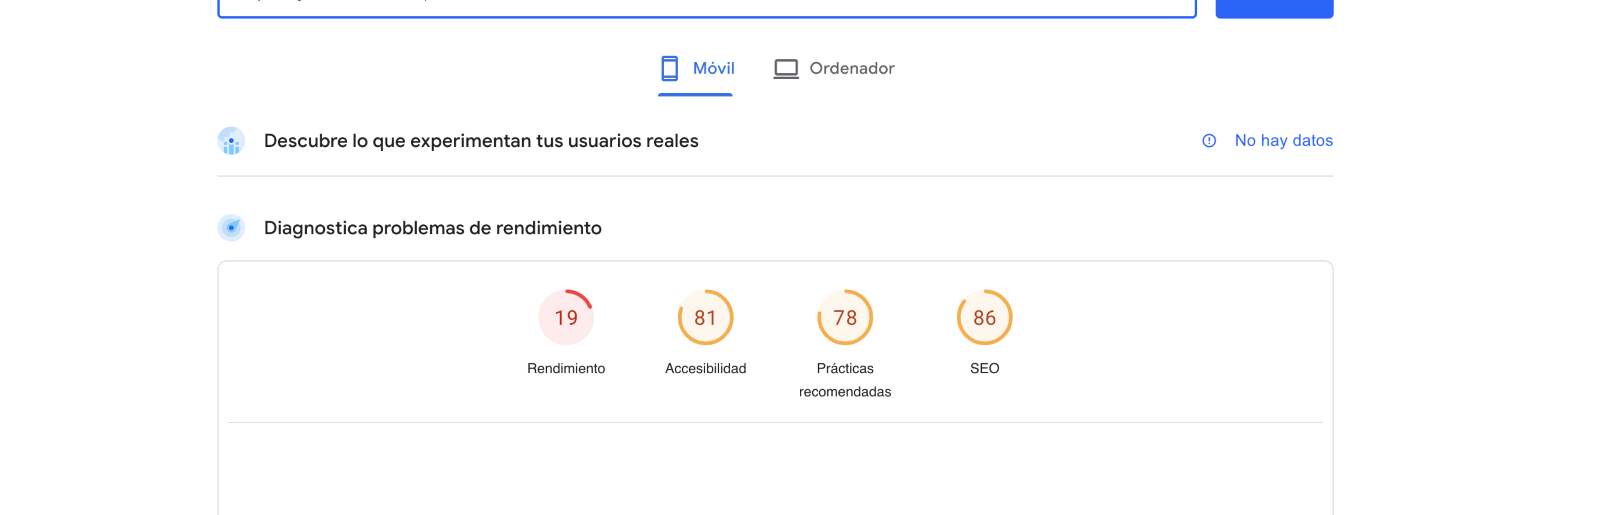 Móvil
Ordenador
Descubre lo que experimentan tus usuarios reales
No hay datos
Diagnostica problemas de rendimiento
19
81
78
86
Rendimiento
Accesibilidad
Prácticas
recomendadas
SEO